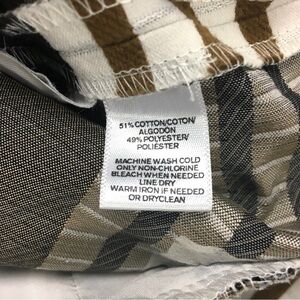 51% COTTON/COTON/
ALGODON
49% POLYESTER/
POLIÉSTER
MACHINE WASH COLD
ONLY NON-CHLORINE
BLEACH WHEN NEEDED
LINE DRY
WARM IRON IF NEEDED
OR DRYCLEAN